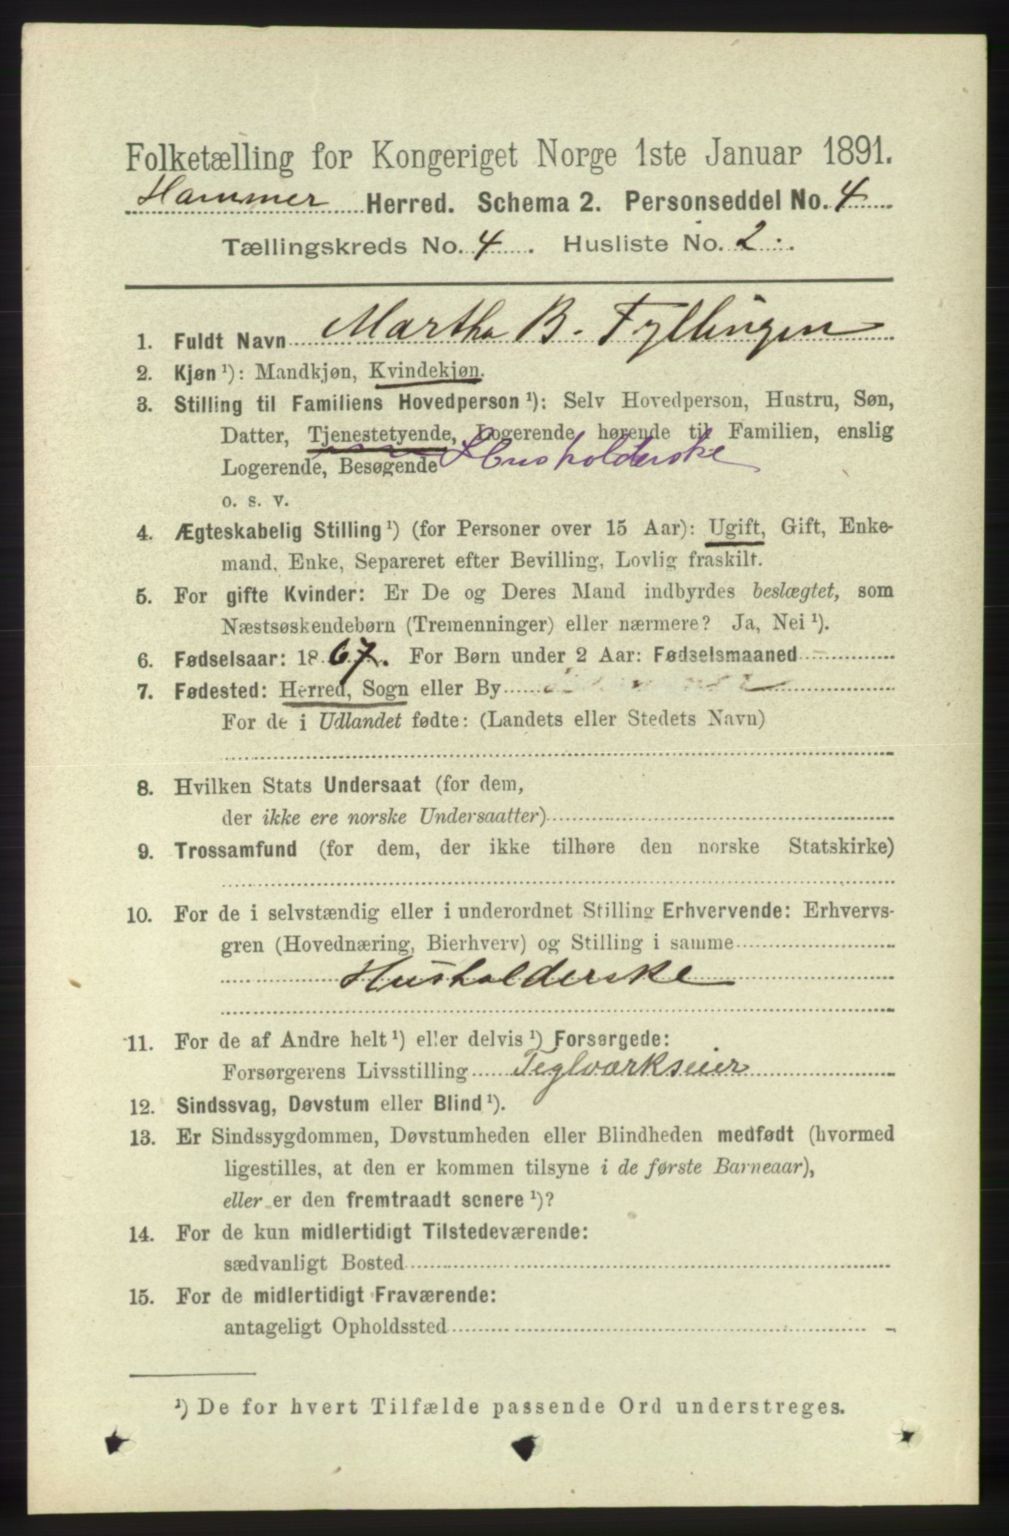 Folketælling for Kongeriget Norge 1ste Januar 1891.
Hammer Herred. Schema 2. Personseddel No. 4
Tællingskreds No. 4. Husliste No. 2.
1. Fuldt Navn Martha B. Fyllingen
2. Kjøn ¹): Mandkjøn, Kvindekjøn.
3. Stilling til Familiens Hovedperson ¹): Selv Hovedperson, Hustru, Søn,
Datter, Tjenestetyende, Logerende hørende til Familien, enslig
Logerende, Besøgende Husholderske
o. s. v.
4. Ægteskabelig Stilling ¹) (for Personer over 15 Aar): Ugift, Gift, Enke-
mand, Enke, Separeret efter Bevilling, Lovlig fraskilt.
5. For gifte Kvinder: Er De og Deres Mand indbyrdes beslægtet, som
Næstsøskendebørn (Tremenninger) eller nærmere? Ja, Nei ¹).
6. Fødselsaar: 1867. For Børn under 2 Aar: Fødselsmaaned
7. Fødested: Herred, Sogn eller By
For de i Udlandet fødte: (Landets eller Stedets Navn)
8. Hvilken Stats Undersaat (for dem,
der ikke ere norske Undersaatter)
9. Trossamfund (for dem, der ikke tilhøre den norske Statskirke)
10. For de i selvstændig eller i underordnet Stilling Erhvervende: Erhvervs-
gren (Hovednæring, Bierhverv) og Stilling i samme
Husholderske
11. For de af Andre helt ¹) eller delvis ¹) Forsørgede:
Forsørgerens Livsstilling Teglværkseier
12. Sindssvag, Døvstum eller Blind ¹).
13. Er Sindssygdommen, Døvstumheden eller Blindheden medfødt (hvormed
ligestilles, at den er kommen tilsyne i de første Barneaar),
eller er den fremtraadt senere ¹)?
14. For de kun midlertidigt Tilstedeværende:
sædvanligt Bosted
15. For de midlertidigt Fraværende:
antageligt Opholdssted
¹) De for hvert Tilfælde passende Ord understreges.